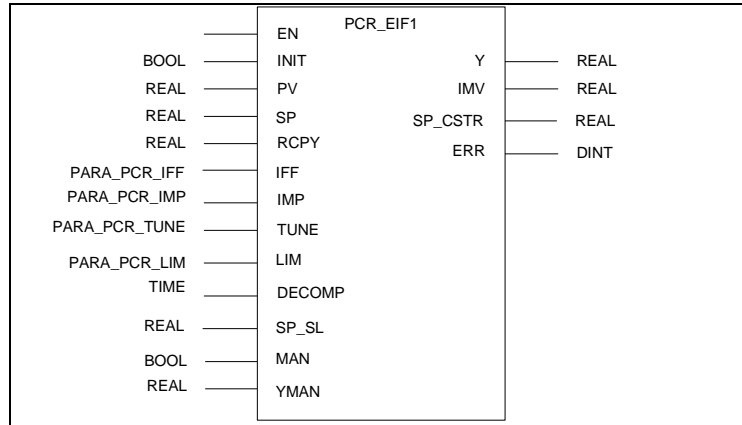 PCR_EIF1
EN
BOOL INIT Y REAL
REAL PV IMV REAL
REAL SP SP_CSTR REAL
REAL RCPY ERR DINT
PARA_PCR_IFF IFF
PARA_PCR_IMP IMP
PARA_PCR_TUNE TUNE
PARA_PCR_LIM LIM
TIME DECOMP
REAL SP_SL
BOOL MAN
REAL YMAN